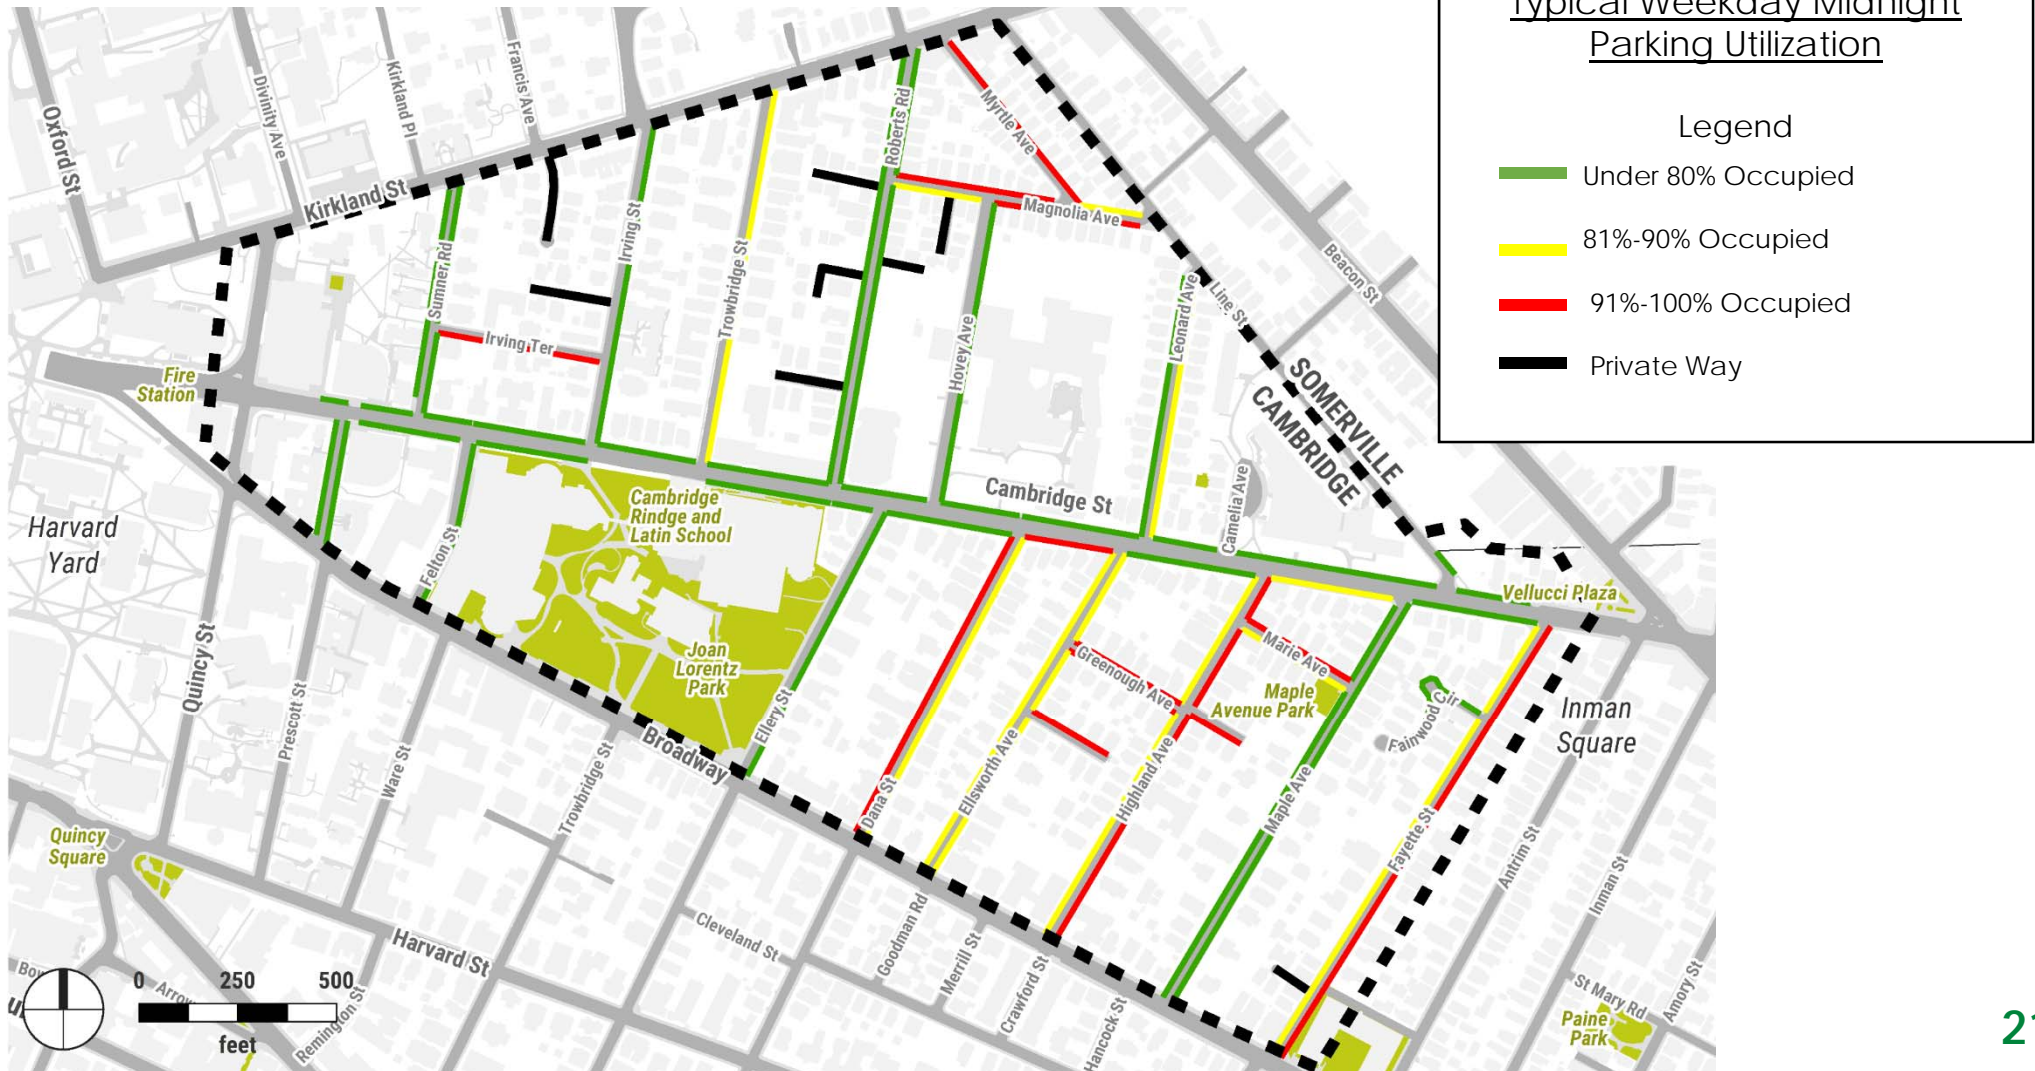 Typical Weekday Midnight
Parking Utilization
Legend
Under 80% Occupied
81%-90% Occupied
91%-100% Occupied
Private Way
Oxford St
Divinity Ave
Kirkland Pl
Francis Ave
Kirkland St
Sumner Rd
Irving St
Irving Ter
Trowbridge St
Roberts Rd
Myrtle Ave
Magnolia Ave
Hovey Ave
Leonard Ave
Line St
Beacon St
SOMERVILLE
CAMBRIDGE
Fire
Station
Cambridge St
Camelia Ave
Harvard
Yard
Felton St
Cambridge
Rindge and
Latin School
Joan
Lorentz
Park
Vellucci Plaza
Quincy St
Prescott St
Ware St
Trowbridge St
Broadway
Ellery St
Dana St
Ellsworth Ave
Greenough Ave
Highland Ave
Marie Ave
Maple
Avenue Park
Maple Ave
Fainwood Cir
Fayette St
Inman
Square
Antrim St
Inman St
Quincy
Square
Harvard St
Cleveland St
Goodman Rd
Merrill St
Crawford St
Hancock St
St Mary Rd
Amory St
Paine
Park
Remington St
0 250 500
feet